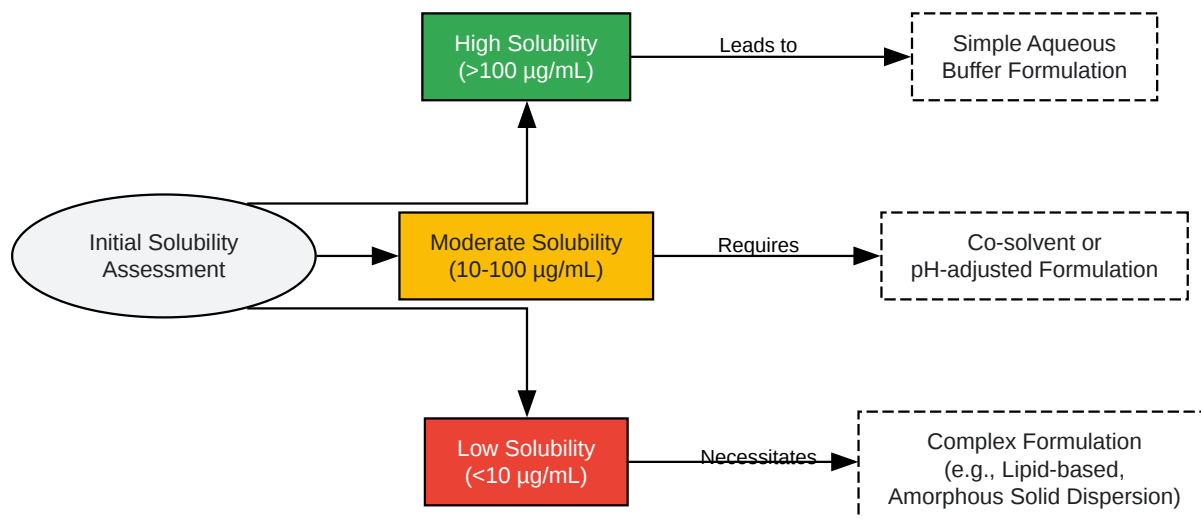 High Solubility
(>100 µg/mL)
Leads to
Simple Aqueous
Buffer Formulation
Initial Solubility
Assessment
Moderate Solubility
(10-100 µg/mL)
Requires
Co-solvent or
pH-adjusted Formulation
Low Solubility
(<10 µg/mL)
Necessitates
Complex Formulation
(e.g., Lipid-based,
Amorphous Solid Dispersion)